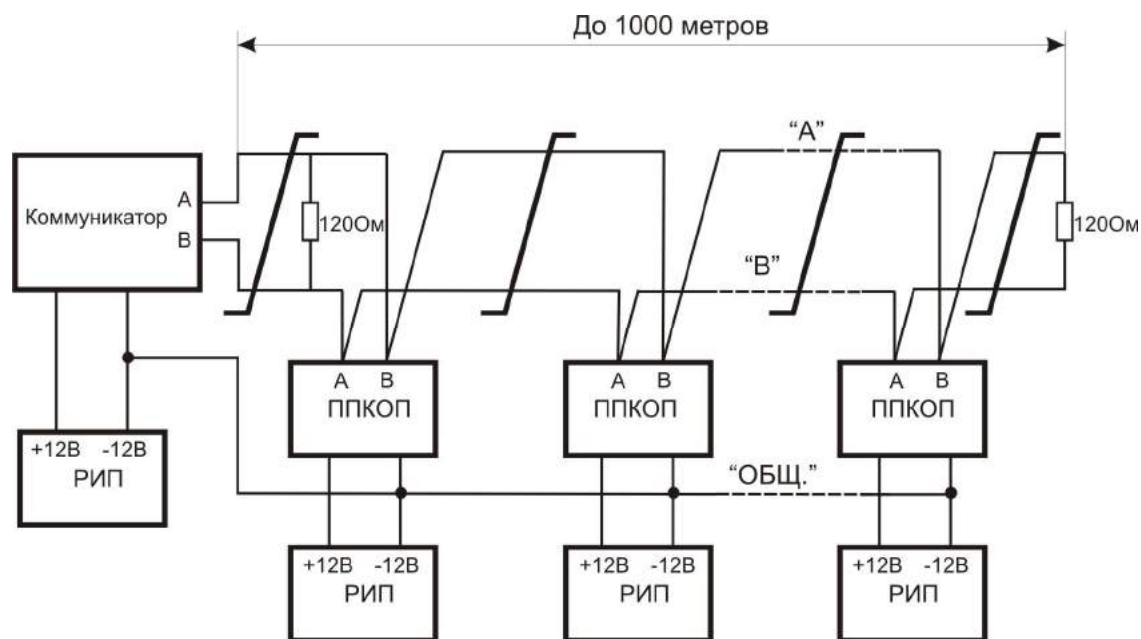 До 1000 метров
“A”
A
Коммуникатор
120Ом
120Ом
B
“B”
A B
A B
A B
ППКОП
ППКОП
ППКОП
+12В -12В
РИП
“ОБЩ.”
+12В -12В
+12В -12В
+12В -12В
РИП
РИП
РИП